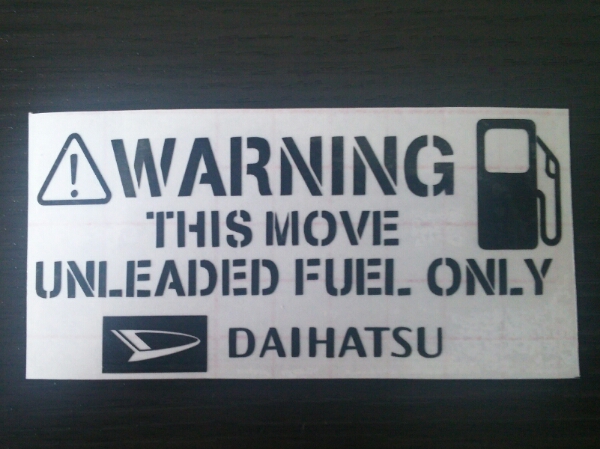 WARNING
THIS MOVE
UNLEADED FUEL ONLY
DAIHATSU